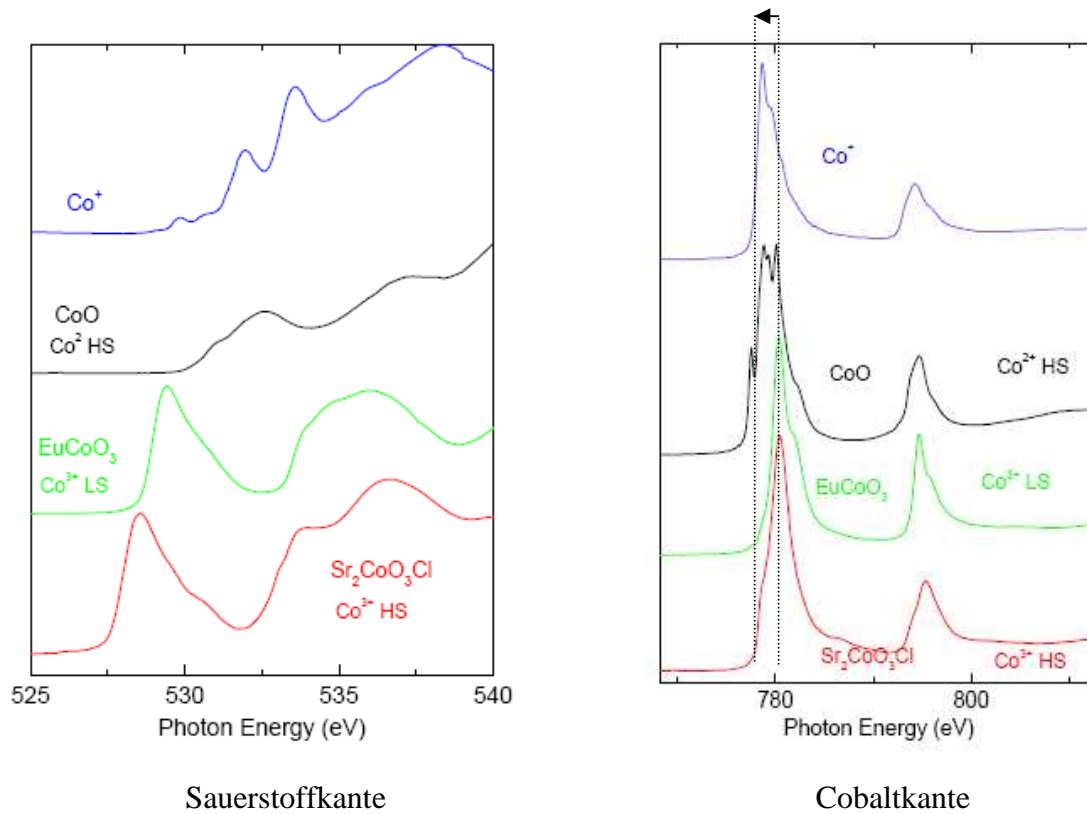 Co⁺
CoO
Co² HS
EuCoO₃
Co³⁺ LS
Sr₂CoO₃Cl
Co³⁺ HS
525
530
535
540
Photon Energy (eV)
Sauerstoffkante
Co⁺
CoO
Co²⁺ HS
EuCoO₃
Co³⁺ LS
Sr₂CoO₃Cl
Co³⁺ HS
780
800
Photon Energy (eV)
Cobaltkante